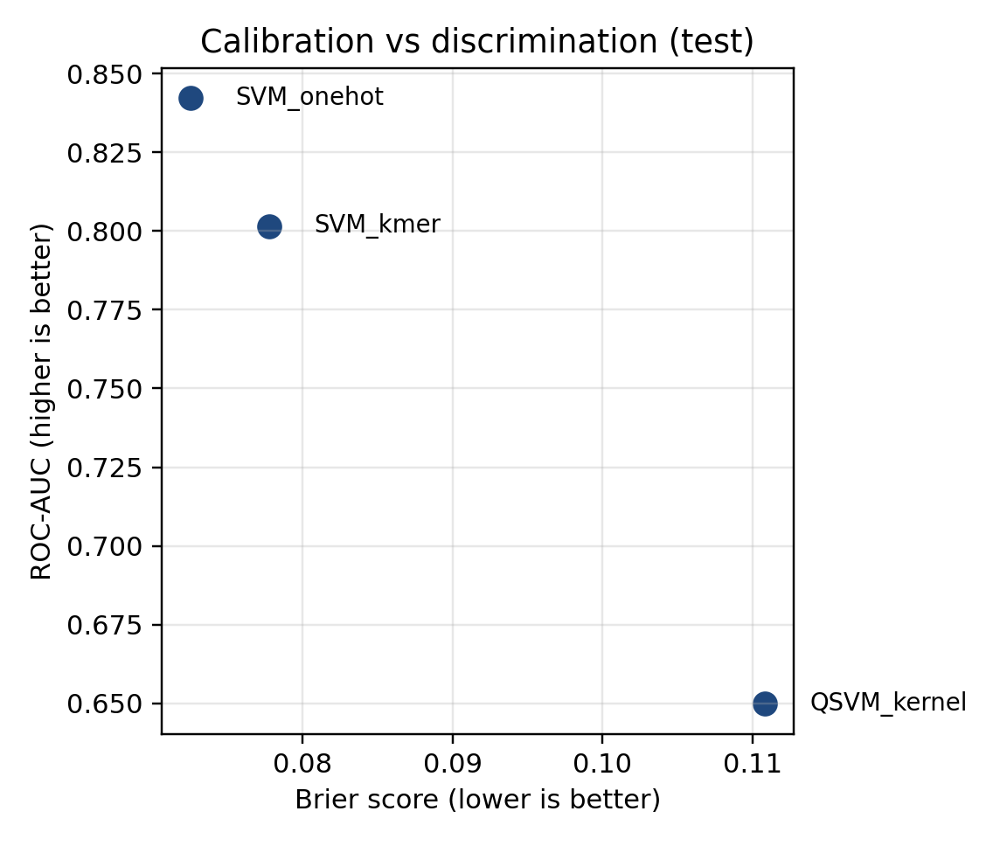 Calibration vs discrimination (test)
ROC-AUC (higher is better)
0.850
0.825
0.800
0.775
0.750
0.725
0.700
0.675
0.650
SVM_onehot
SVM_kmer
QSVM_kernel
0.08 0.09 0.10 0.11
Brier score (lower is better)